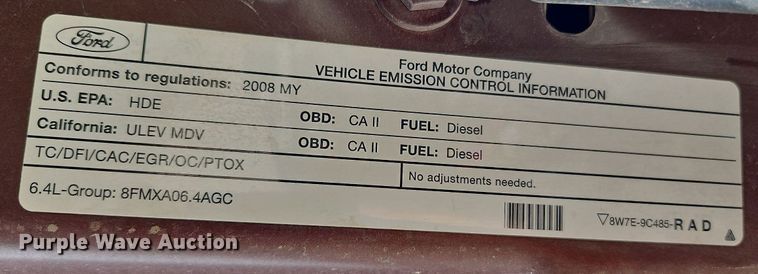 Ford
Ford Motor Company
VEHICLE EMISSION CONTROL INFORMATION
Conforms to regulations: 2008 MY
U.S. EPA: HDE OBD: CA II FUEL: Diesel
California: ULEV MDV OBD: CA II FUEL: Diesel
TC/DFI/CAC/EGR/OC/PTOX No adjustments needed.
6.4L-Group: 8FMXA06.4AGC
8W7E-9C485-RAD
Purple Wave Auction